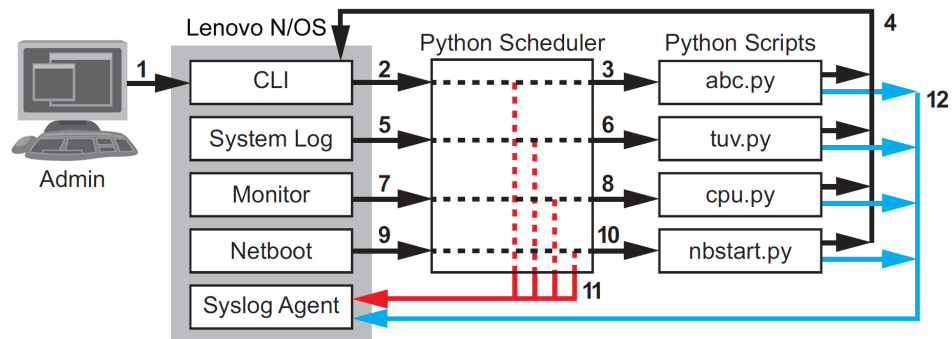 Lenovo N/OS
Python Scheduler
Python Scripts
4
1
CLI
2
3
abc.py
12
System Log
5
6
tuv.py
Admin
Monitor
7
8
cpu.py
Netboot
9
10
nbstart.py
11
Syslog Agent